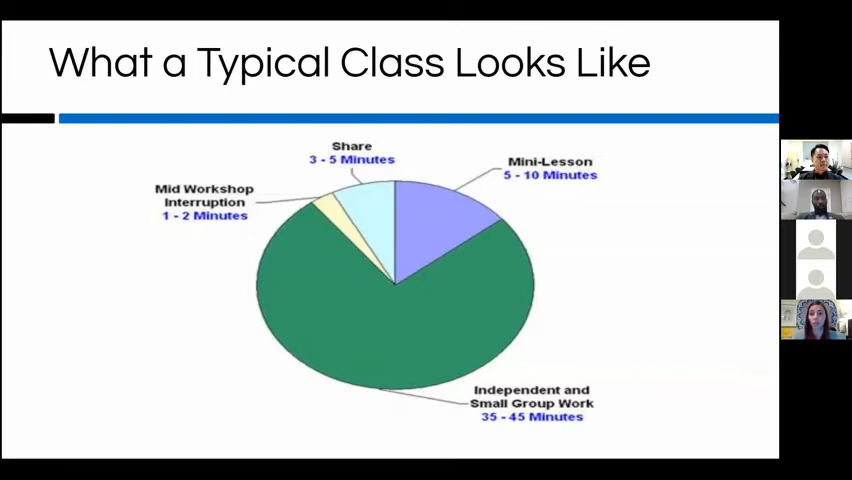 What a Typical Class Looks Like
Share
3 - 5 Minutes
Mini-Lesson
5 - 10 Minutes
Mid Workshop
Interruption
1 - 2 Minutes
Independent and
Small Group Work
35 - 45 Minutes